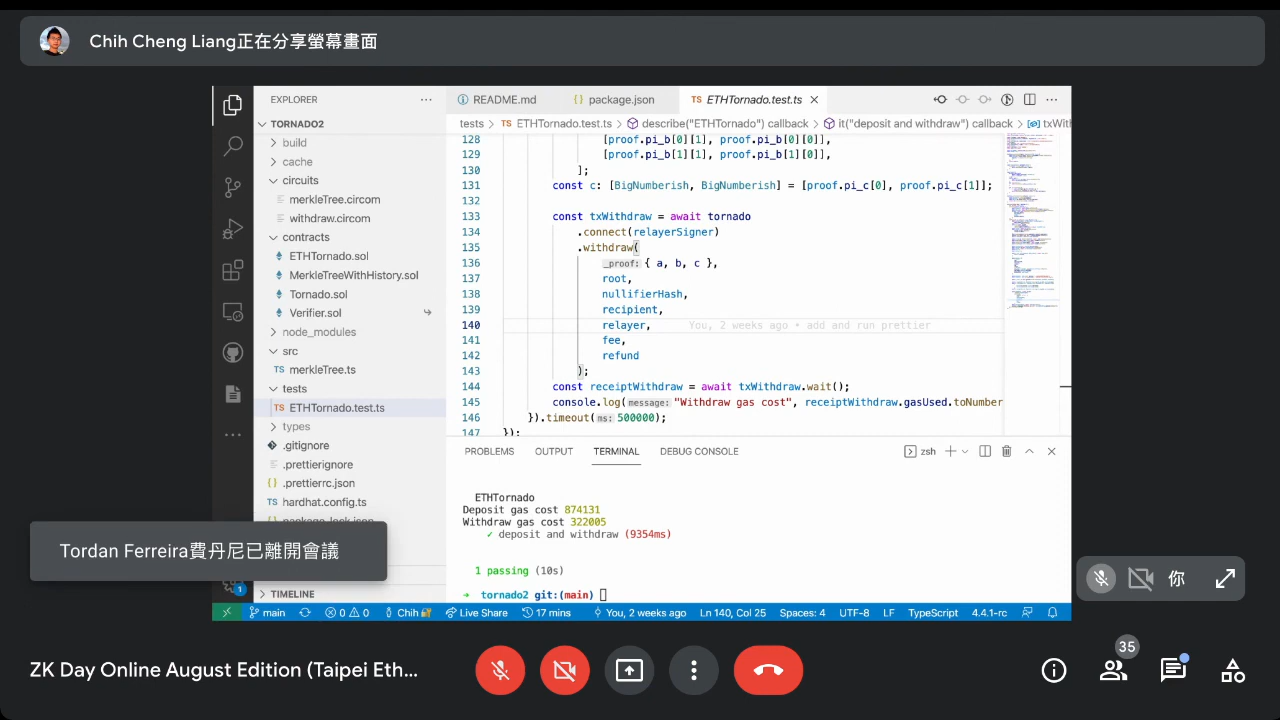 Chih Cheng Liang正在分享螢幕畫面
EXPLORER
TORNADO2
build
cache
circuits
merkleTree.circom
withdraw.circom
contracts
ETHTornado.sol
MerkleTreeWithHistory.sol
Tornado.sol
Verifier.sol
node_modules
src
TS merkleTree.ts
tests
TS ETHTornado.test.ts
types
.gitignore
.prettierignore
{} .prettierrc.json
TS hardhat.config.ts
{} package-lock.json
TIMELINE
README.md
{} package.json
TS ETHTornado.test.ts
tests > TS ETHTornado.test.ts > describe("ETHTornado") callback > it("deposit and withdraw") callback > txWith
128 [proof.pi_b[0][1], proof.pi_b[0][0]],
129 [proof.pi_b[1][1], proof.pi_b[1][0]],
130 ];
131 const c: [BigNumberish, BigNumberish] = [proof.pi_c[0], proof.pi_c[1]];
132
133 const txWithdraw = await tornado
134 .connect(relayerSigner)
135 .withdraw(
136 _proof: { a, b, c },
137 root,
138 nullifierHash,
139 recipient,
140 relayer, You, 2 weeks ago • add and run prettier
141 fee,
142 refund
143 );
144 const receiptWithdraw = await txWithdraw.wait();
145 console.log(message: "Withdraw gas cost", receiptWithdraw.gasUsed.toNumber
146 }).timeout(ms: 500000);
147 });
PROBLEMS OUTPUT TERMINAL DEBUG CONSOLE
zsh
ETHTornado
Deposit gas cost 874131
Withdraw gas cost 322005
✓ deposit and withdraw (9354ms)
1 passing (10s)
→ tornado2 git:(main)
Tordan Ferreira費丹尼已離開會議
1
main 0 0 Chih Live Share 17 mins You, 2 weeks ago Ln 140, Col 25 Spaces: 4 UTF-8 LF TypeScript 4.4.1-rc
你
ZK Day Online August Edition (Taipei Eth...
35